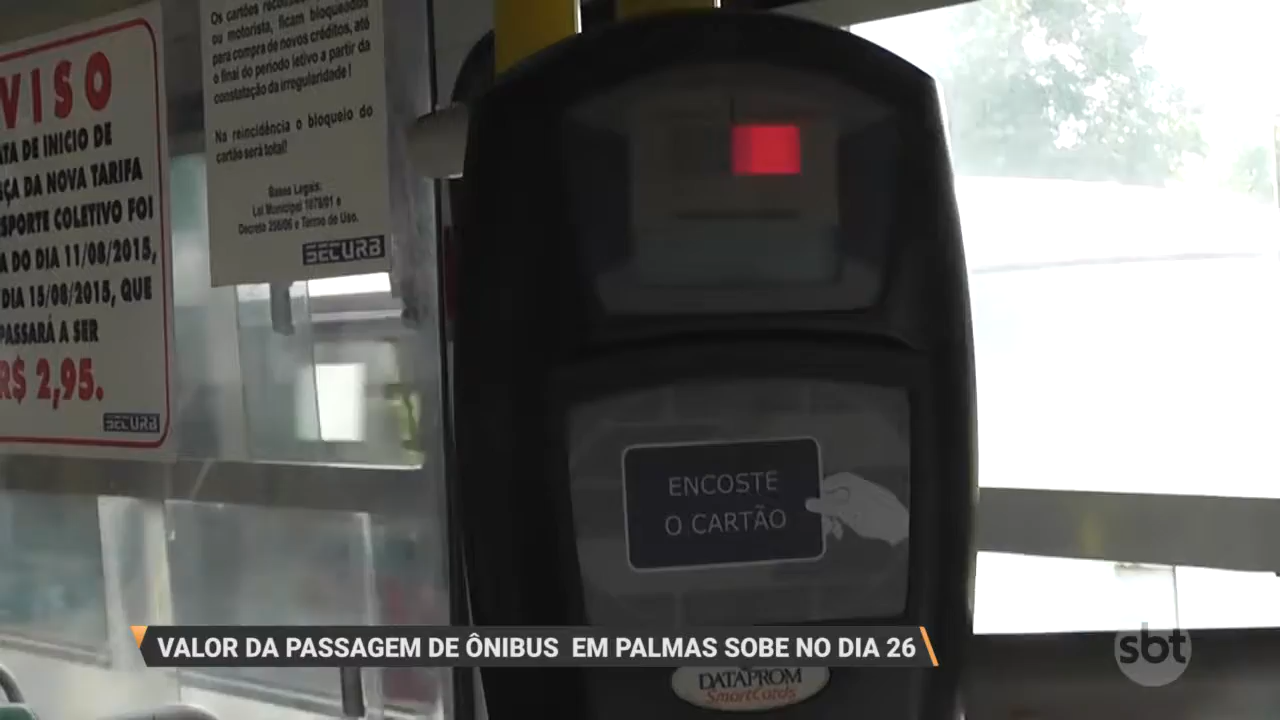 VISO
ATA DE INICIO DE
ÇA DA NOVA TARIFA
SPORTE COLETIVO FOI
A DO DIA 11/08/2015,
DIA 15/08/2015, QUE
PASSARÁ A SER
R$ 2,95.
SECURB
Os cartões
ou motorista, ficam bloqueados
para compra de novos créditos, até
o final do período letivo a partir da
constatação da irregularidade!
Na reincidência o bloqueio do
cartão será total!
Bases Legais:
Lei Municipal 1078/01 e
Decreto 256/06 e Termo de Uso.
SECURB
ENCOSTE
O CARTÃO
VALOR DA PASSAGEM DE ÔNIBUS EM PALMAS SOBE NO DIA 26
sbt
DATAPROM
SmartCards